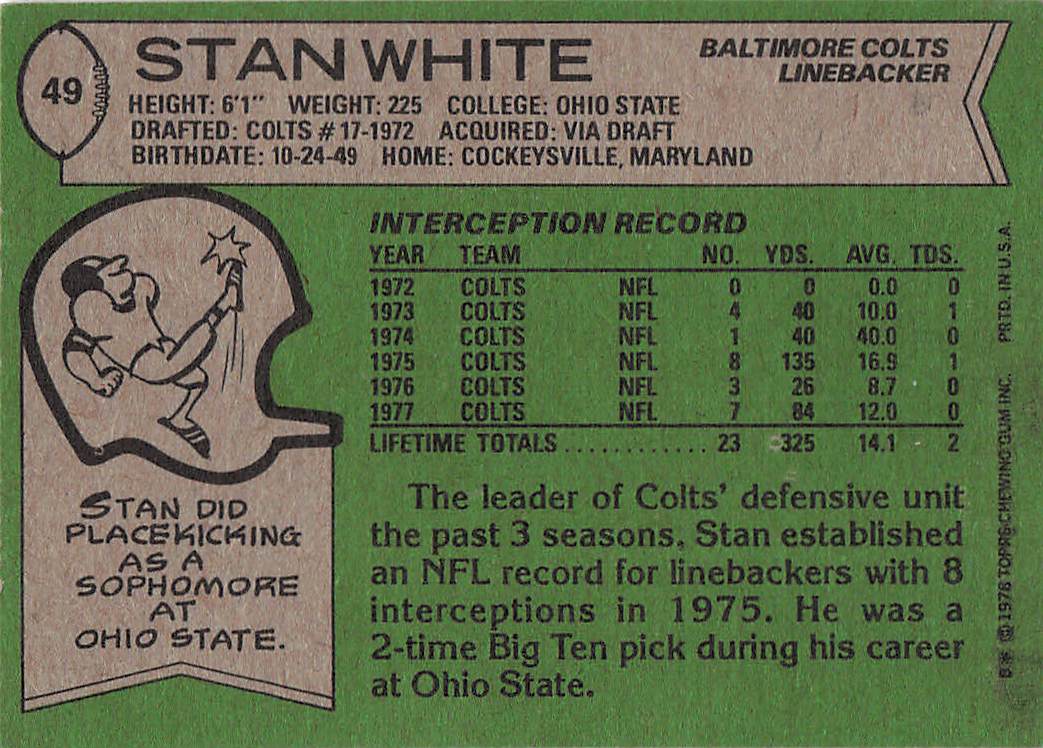 49
STAN WHITE
BALTIMORE COLTS
LINEBACKER
HEIGHT: 6'1" WEIGHT: 225 COLLEGE: OHIO STATE
DRAFTED: COLTS #17-1972 ACQUIRED: VIA DRAFT
BIRTHDATE: 10-24-49 HOME: COCKEYSVILLE, MARYLAND
INTERCEPTION RECORD
YEAR TEAM NO. YDS. AVG. TDS.
1972 COLTS NFL 0 0 0.0 0
1973 COLTS NFL 4 40 10.0 1
1974 COLTS NFL 1 40 40.0 0
1975 COLTS NFL 8 135 16.9 1
1976 COLTS NFL 3 26 8.7 0
1977 COLTS NFL 7 84 12.0 0
LIFETIME TOTALS ............ 23 325 14.1 2
STAN DID
PLACEKICKING
AS A
SOPHOMORE
AT
OHIO STATE.
The leader of Colts' defensive unit
the past 3 seasons, Stan established
an NFL record for linebackers with 8
interceptions in 1975. He was a
2-time Big Ten pick during his career
at Ohio State.
B* © 1978 TOPPS CHEWING GUM INC. PRTD. IN U.S.A.